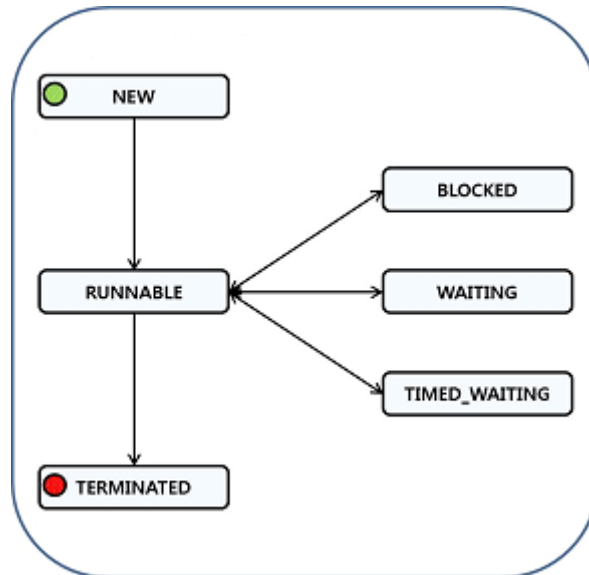 NEW
BLOCKED
RUNNABLE
WAITING
TIMED_WAITING
TERMINATED